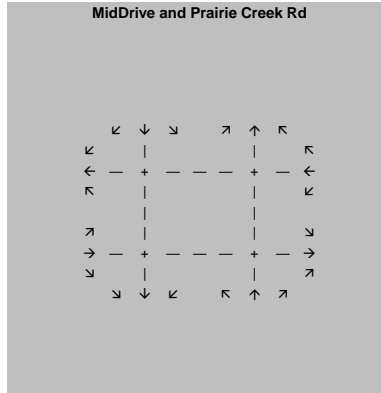 MidDrive and Prairie Creek Rd
↙ ↓ ↘ ↗ ↑ ↖
↙ | | ↖
← — + — — — + — ←
↖ | | ↙
| |
↗ | | ↘
→ — + — — — + — →
↘ | | ↗
↘ ↓ ↙ ↖ ↑ ↗